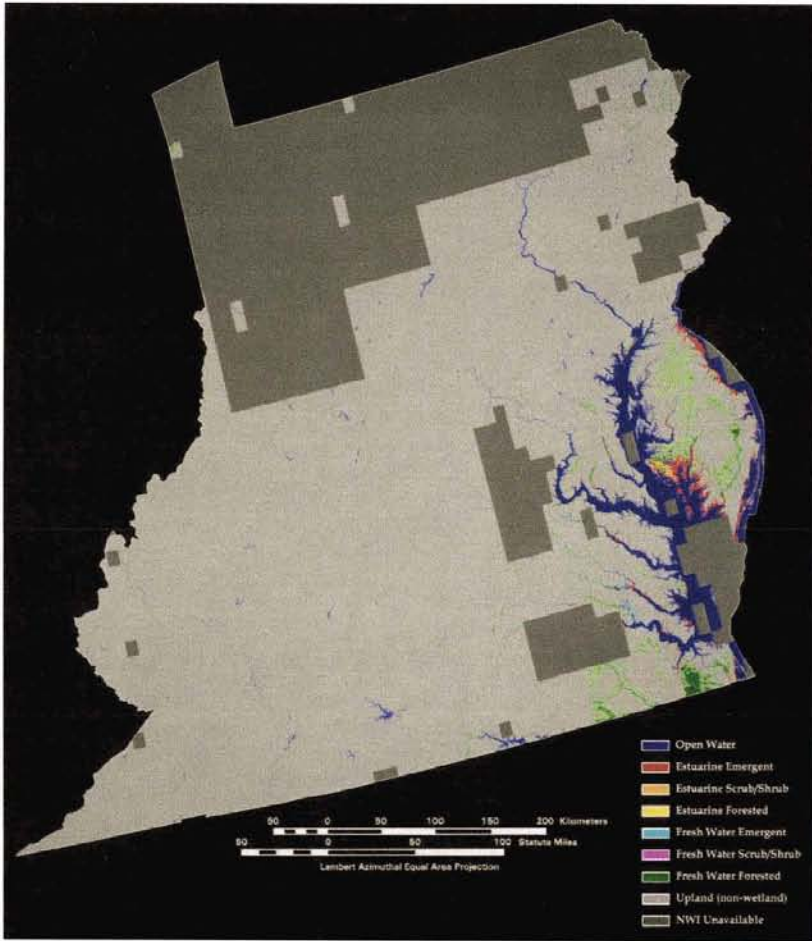 Open Water
Estuarine Emergent
Estuarine Scrub/Shrub
Estuarine Forested
Fresh Water Emergent
Fresh Water Scrub/Shrub
Fresh Water Forested
Upland (non-wetland)
NWI Unavailable
50 0 50 100 150 200 Kilometers
50 0 50 100 Statute Miles
Lambert Azimuthal Equal Area Projection